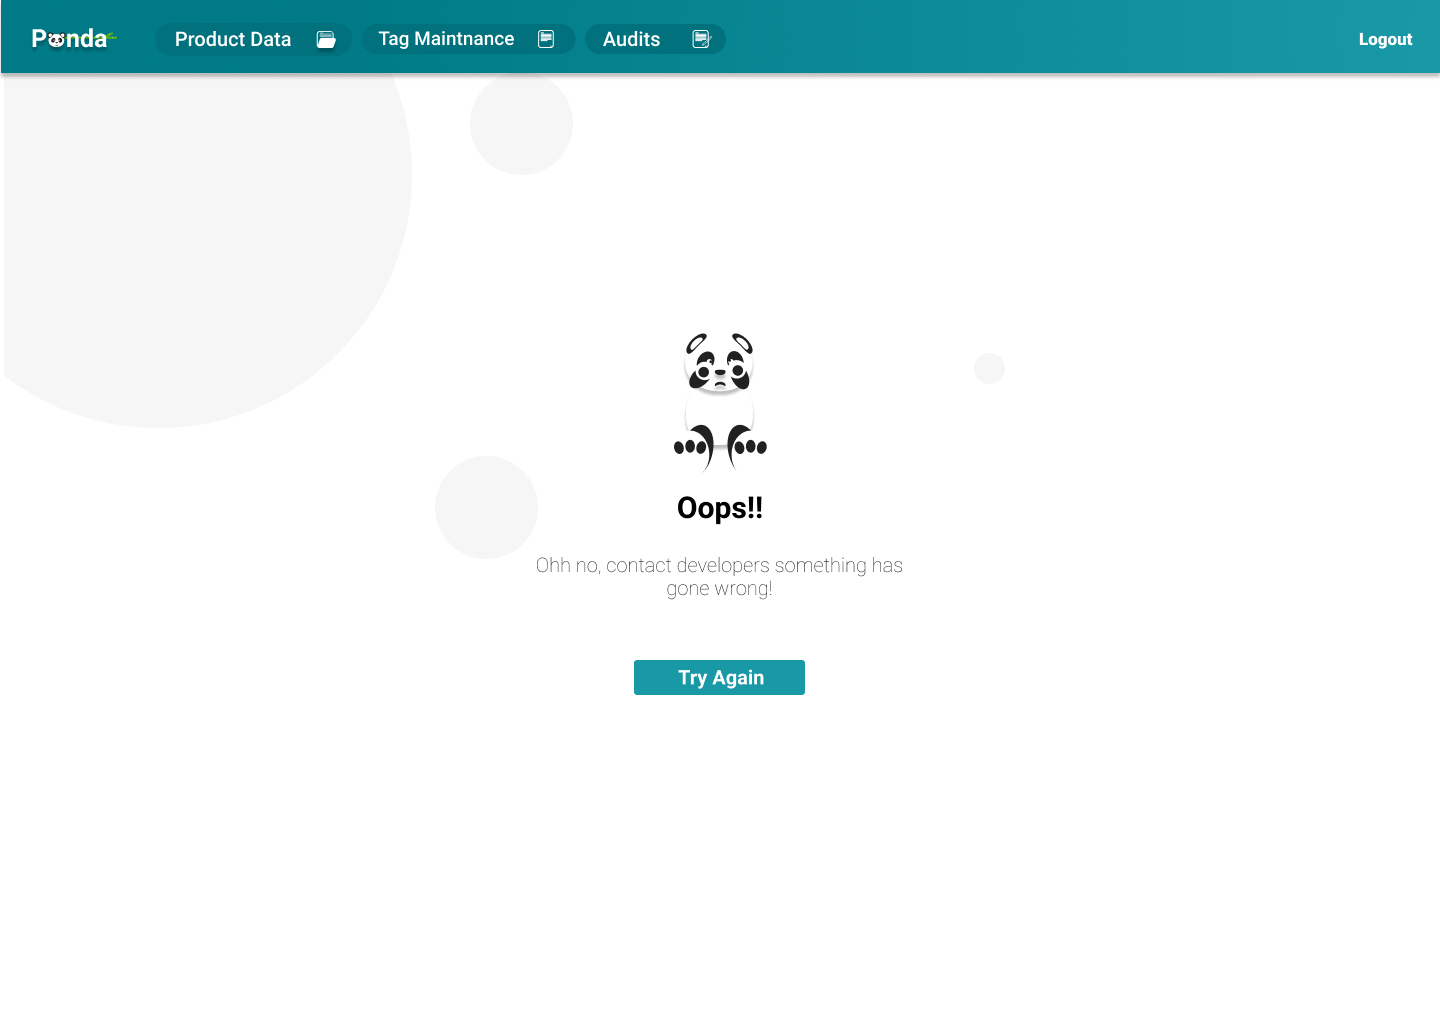 Panda
Product Data
Tag Maintnance
Audits
Logout
Oops!!
Ohh no, contact developers something has
gone wrong!
Try Again